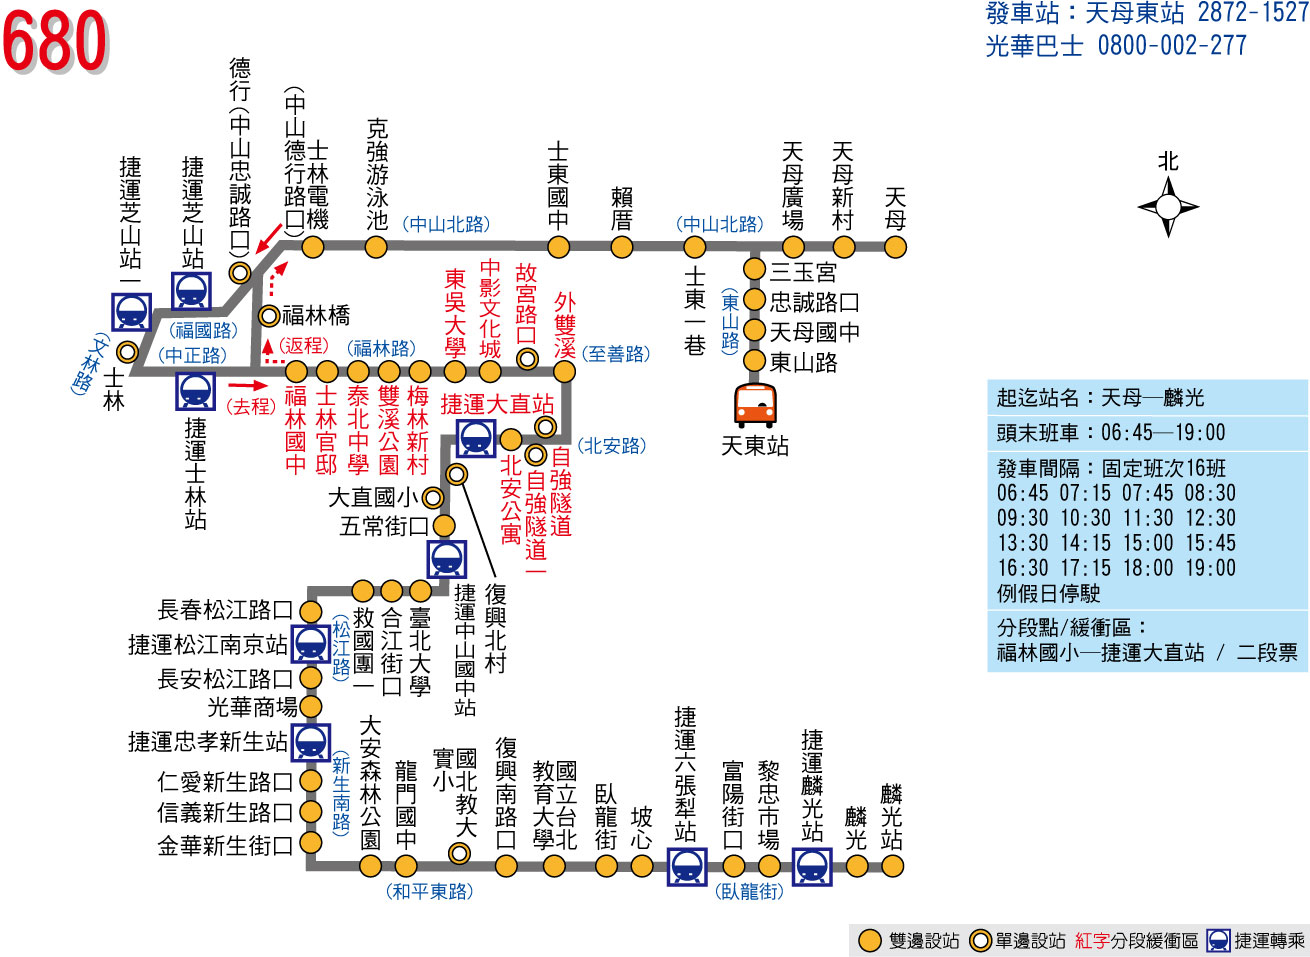 680
發車站：天母東站 2872-1527
光華巴士 0800-002-277
北
捷運芝山站一
捷運芝山站
德行(中山忠誠路口)
(中山德行路口)
士林電機
克強游泳池
(中山北路)
士東國中
賴厝
(中山北路)
士東一巷
天母廣場
天母新村
天母
三玉宮
忠誠路口
天母國中
東山路
(東山路)
天東站
(福國路)
(中正路)
(文林路)
士林
捷運士林站
(去程)
福林橋
(返程)
(福林路)
東吳大學
中影文化城
故宮路口
外雙溪
(至善路)
福林國中
士林官邸
泰北中學
雙溪公園
梅林新村
捷運大直站
(北安路)
北安公寓
自強隧道一
自強隧道
大直國小
五常街口
復興北村
捷運中山國中站
臺北大學
合江街口
救國團一
(松江路)
長春松江路口
捷運松江南京站
長安松江路口
光華商場
捷運忠孝新生站
仁愛新生路口
信義新生路口
金華新生街口
(新生南路)
大安森林公園
龍門國中
國北教大
實小
復興南路口
國立台北
教育大學
臥龍街
坡心
捷運六張犁站
富陽街口
黎忠市場
捷運麟光站
麟光
麟光站
(和平東路)
(臥龍街)
起迄站名：天母—麟光
頭末班車：06:45—19:00
發車間隔：固定班次16班
06:45 07:15 07:45 08:30
09:30 10:30 11:30 12:30
13:30 14:15 15:00 15:45
16:30 17:15 18:00 19:00
例假日停駛
分段點/緩衝區：
福林國小—捷運大直站 / 二段票
雙邊設站 單邊設站 紅字分段緩衝區 捷運轉乘